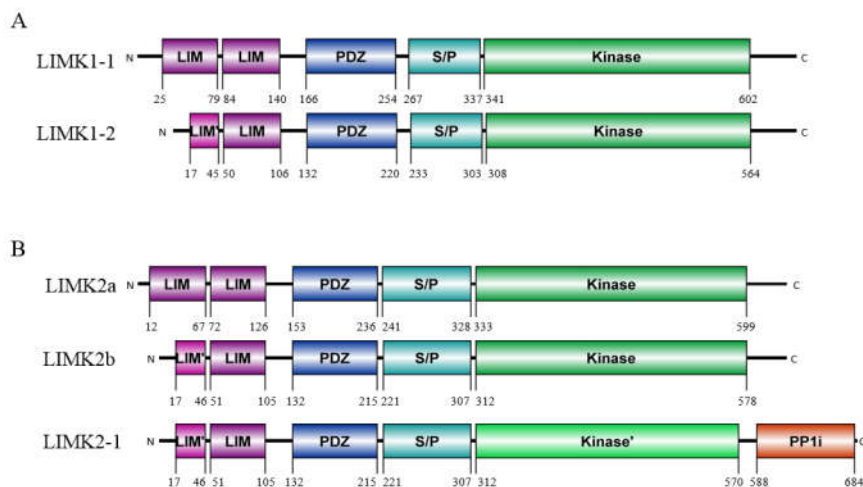 A
LIMK1-1 N LIM LIM PDZ S/P Kinase C
25 79 84 140 166 254 267 337 341 602
LIMK1-2 N LIM' LIM PDZ S/P Kinase C
17 45 50 106 132 220 233 303 308 564
B
LIMK2a N LIM LIM PDZ S/P Kinase C
12 67 72 126 153 236 241 328 333 599
LIMK2b N LIM' LIM PDZ S/P Kinase C
17 46 51 105 132 215 221 307 312 578
LIMK2-1 N LIM' LIM PDZ S/P Kinase' PP1i C
17 46 51 105 132 215 221 307 312 570 588 684